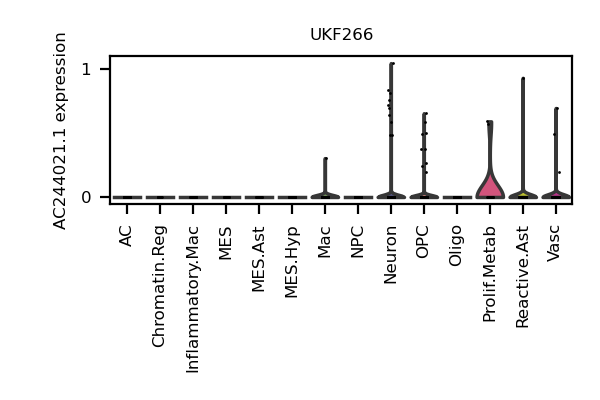 UKF266
AC244021.1 expression
1
0
AC
Chromatin.Reg
Inflammatory.Mac
MES
MES.Ast
MES.Hyp
Mac
NPC
Neuron
OPC
Oligo
Prolif.Metab
Reactive.Ast
Vasc